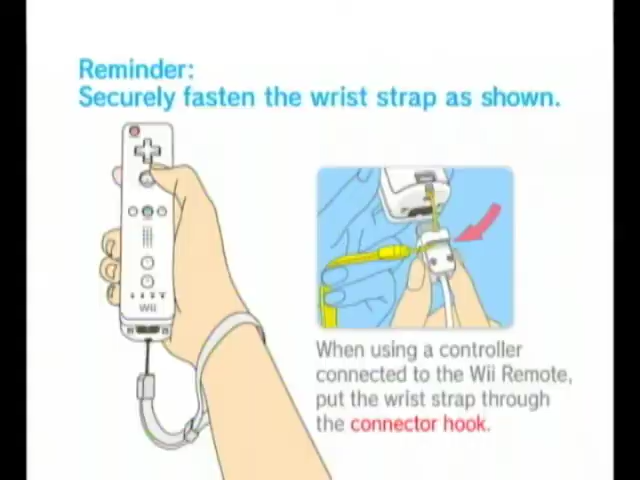 Reminder:
Securely fasten the wrist strap as shown.
Wii
When using a controller
connected to the Wii Remote,
put the wrist strap through
the connector hook.